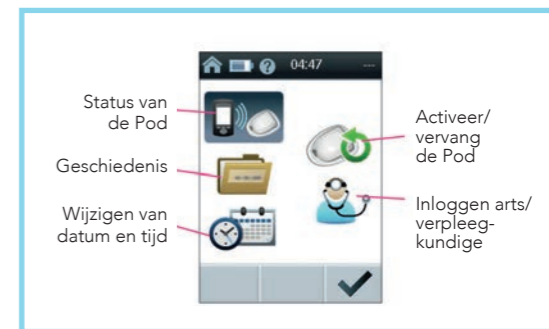 04:47
---
Status van
de Pod
Geschiedenis
Wijzigen van
datum en tijd
Activeer/
vervang
de Pod
Inloggen arts/
verpleeg-
kundige